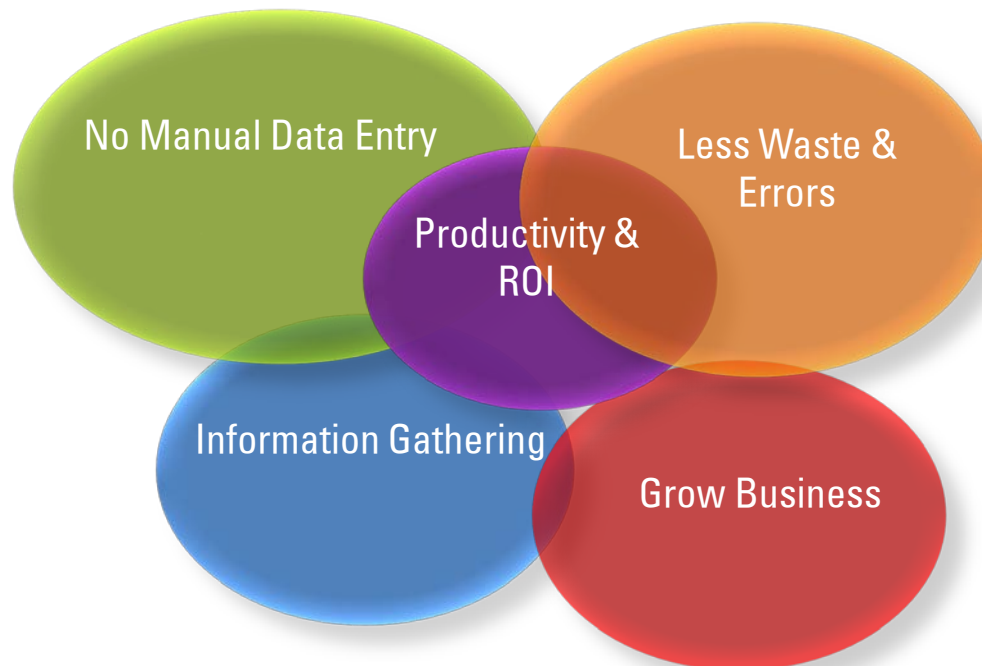 No Manual Data Entry
Less Waste &
Errors
Productivity &
ROI
Information Gathering
Grow Business